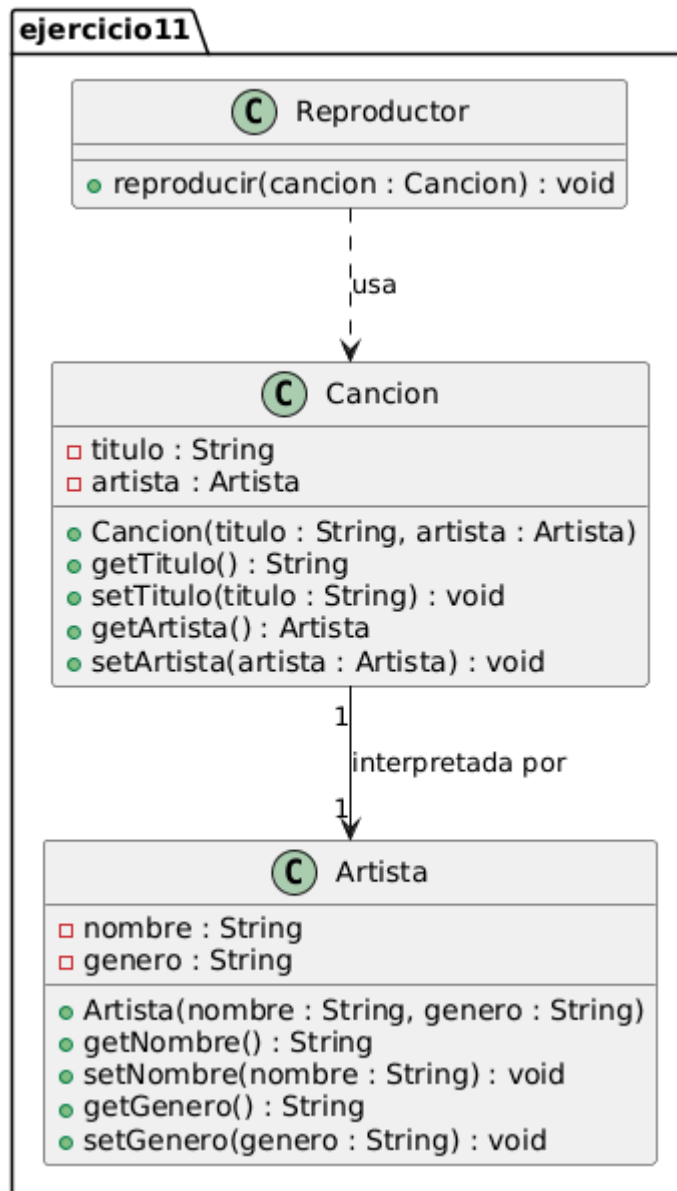 ejercicio11
C Reproductor
reproducir(cancion : Cancion) : void
usa
C Cancion
titulo : String
artista : Artista
Cancion(titulo : String, artista : Artista)
getTitulo() : String
setTitulo(titulo : String) : void
getArtista() : Artista
setArtista(artista : Artista) : void
1
interpretada por
1
C Artista
nombre : String
genero : String
Artista(nombre : String, genero : String)
getNombre() : String
setNombre(nombre : String) : void
getGenero() : String
setGenero(genero : String) : void